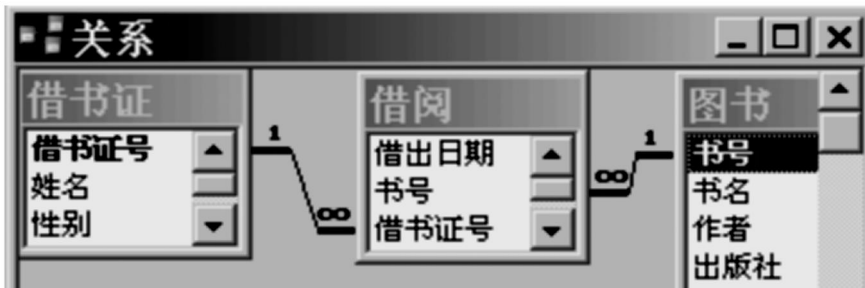 关系
借书证
借书证号
姓名
性别
1
∞
借阅
借出日期
书号
借书证号
∞
1
图书
书号
书名
作者
出版社